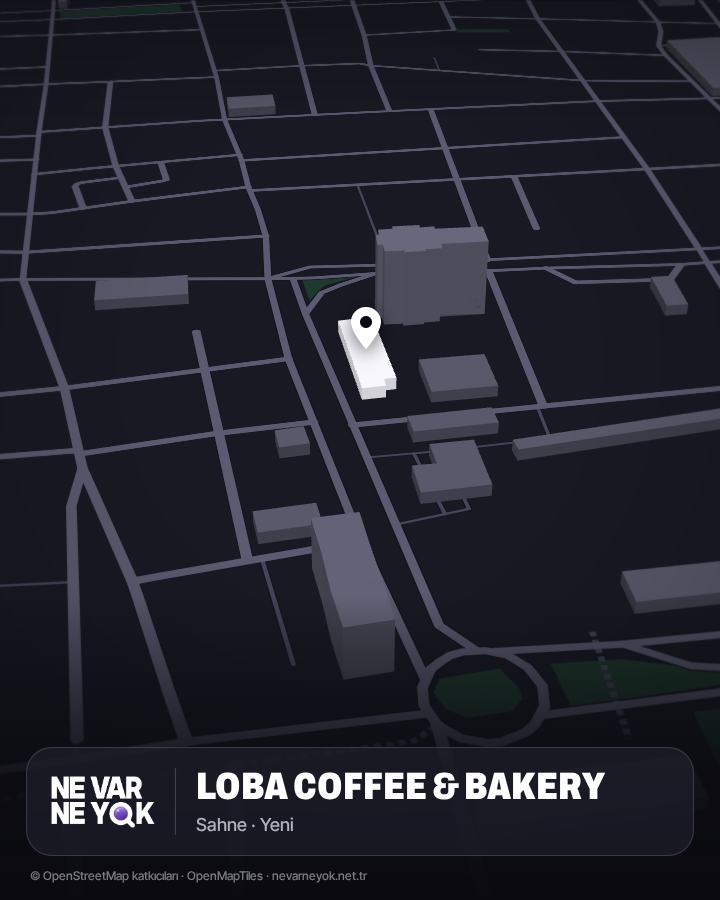 NE VAR
NE YOK
LOBA COFFEE & BAKERY
Sahne · Yeni
© OpenStreetMap katkıcıları · OpenMapTiles · nevarneyok.net.tr